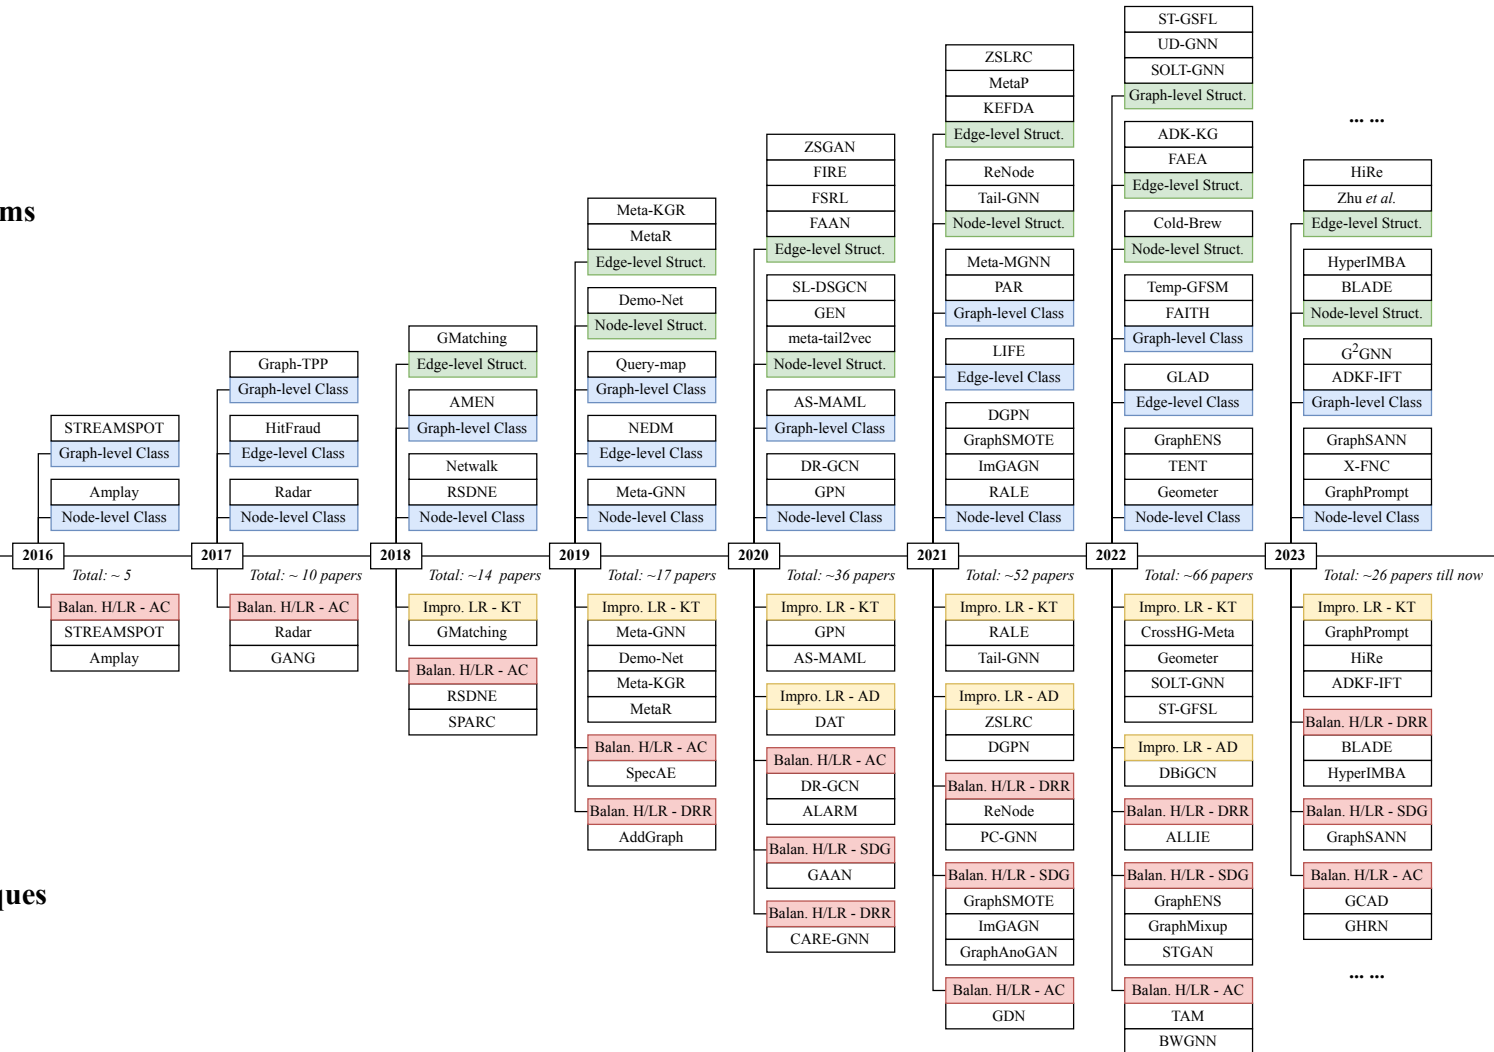 ms
STREAMSPOT
Graph-level Class
Amplay
Node-level Class
2016
Total: ~ 5
Balan. H/LR - AC
STREAMSPOT
Amplay
Graph-TPP
Graph-level Class
HitFraud
Edge-level Class
Radar
Node-level Class
2017
Total: ~ 10 papers
Balan. H/LR - AC
Radar
GANG
GMatching
Edge-level Struct.
AMEN
Graph-level Class
Netwalk
RSDNE
Node-level Class
2018
Total: ~14 papers
Impro. LR - KT
GMatching
Balan. H/LR - AC
RSDNE
SPARC
Meta-KGR
MetaR
Edge-level Struct.
Demo-Net
Node-level Struct.
Query-map
Graph-level Class
NEDM
Edge-level Class
Meta-GNN
Node-level Class
2019
Total: ~17 papers
Impro. LR - KT
Meta-GNN
Demo-Net
Meta-KGR
MetaR
Balan. H/LR - AC
SpecAE
Balan. H/LR - DRR
AddGraph
ZSGAN
FIRE
FSRL
FAAN
Edge-level Struct.
SL-DSGCN
GEN
meta-tail2vec
Node-level Struct.
AS-MAML
Graph-level Class
DR-GCN
GPN
Node-level Class
2020
Total: ~36 papers
Impro. LR - KT
GPN
AS-MAML
Impro. LR - AD
DAT
Balan. H/LR - AC
DR-GCN
ALARM
Balan. H/LR - SDG
GAAN
Balan. H/LR - DRR
CARE-GNN
ZSLRC
MetaP
KEFDA
Edge-level Struct.
ReNode
Tail-GNN
Node-level Struct.
Meta-MGNN
PAR
Graph-level Class
LIFE
Edge-level Class
DGPN
GraphSMOTE
ImGAGN
RALE
Node-level Class
2021
Total: ~52 papers
Impro. LR - KT
RALE
Tail-GNN
Impro. LR - AD
ZSLRC
DGPN
Balan. H/LR - DRR
ReNode
PC-GNN
Balan. H/LR - SDG
GraphSMOTE
ImGAGN
GraphAnoGAN
Balan. H/LR - AC
GDN
ST-GSFL
UD-GNN
SOLT-GNN
Graph-level Struct.
ADK-KG
FAEA
Edge-level Struct.
Cold-Brew
Node-level Struct.
Temp-GFSM
FAITH
Graph-level Class
GLAD
Edge-level Class
GraphENS
TENT
Geometer
Node-level Class
2022
Total: ~66 papers
Impro. LR - KT
CrossHG-Meta
Geometer
SOLT-GNN
ST-GFSL
Impro. LR - AD
DBiGCN
Balan. H/LR - DRR
ALLIE
Balan. H/LR - SDG
GraphENS
GraphMixup
STGAN
Balan. H/LR - AC
TAM
BWGNN
... ...
HiRe
Zhu et al.
Edge-level Struct.
HyperIMBA
BLADE
Node-level Struct.
G²GNN
ADKF-IFT
Graph-level Class
GraphSANN
X-FNC
GraphPrompt
Node-level Class
2023
Total: ~26 papers till now
Impro. LR - KT
GraphPrompt
HiRe
ADKF-IFT
Balan. H/LR - DRR
BLADE
HyperIMBA
Balan. H/LR - SDG
GraphSANN
Balan. H/LR - AC
GCAD
GHRN
... ...
ques